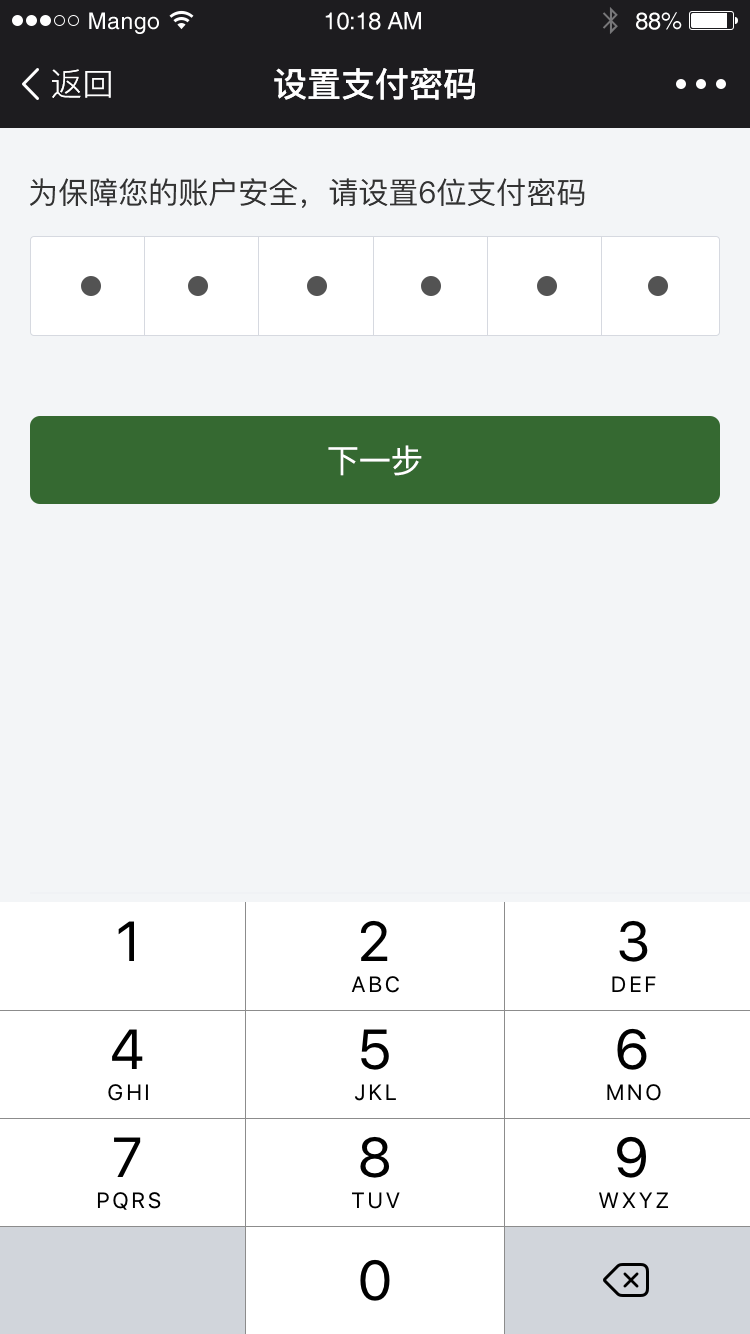 Mango 10:18 AM 88%
返回 设置支付密码
为保障您的账户安全，请设置6位支付密码
下一步
1 2 3
ABC DEF
4 5 6
GHI JKL MNO
7 8 9
PQRS TUV WXYZ
0